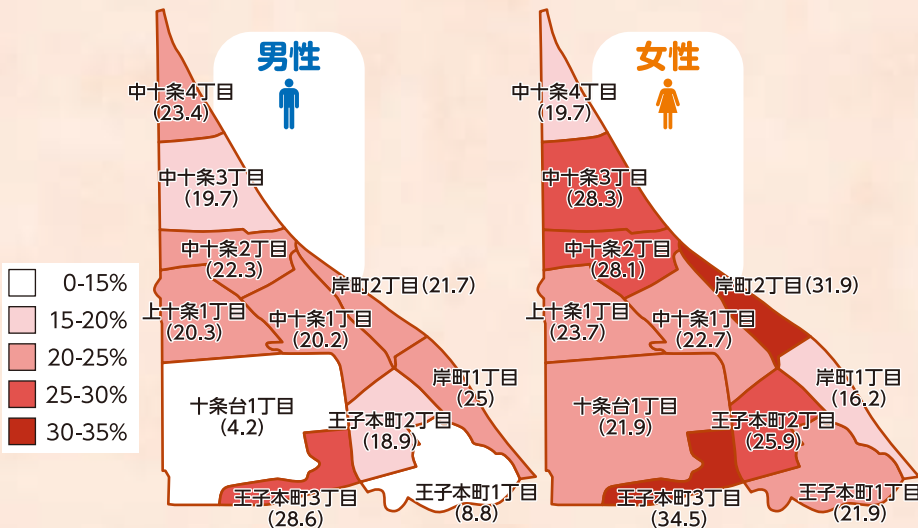 男性
中十条4丁目
(23.4)
中十条3丁目
(19.7)
中十条2丁目
(22.3)
岸町2丁目(21.7)
上十条1丁目
(20.3)
中十条1丁目
(20.2)
岸町1丁目
(25)
十条台1丁目
(4.2)
王子本町2丁目
(18.9)
王子本町3丁目
(28.6)
王子本町1丁目
(8.8)
0-15%
15-20%
20-25%
25-30%
30-35%
女性
中十条4丁目
(19.7)
中十条3丁目
(28.3)
中十条2丁目
(28.1)
岸町2丁目(31.9)
上十条1丁目
(23.7)
中十条1丁目
(22.7)
岸町1丁目
(16.2)
十条台1丁目
(21.9)
王子本町2丁目
(25.9)
王子本町3丁目
(34.5)
王子本町1丁目
(21.9)